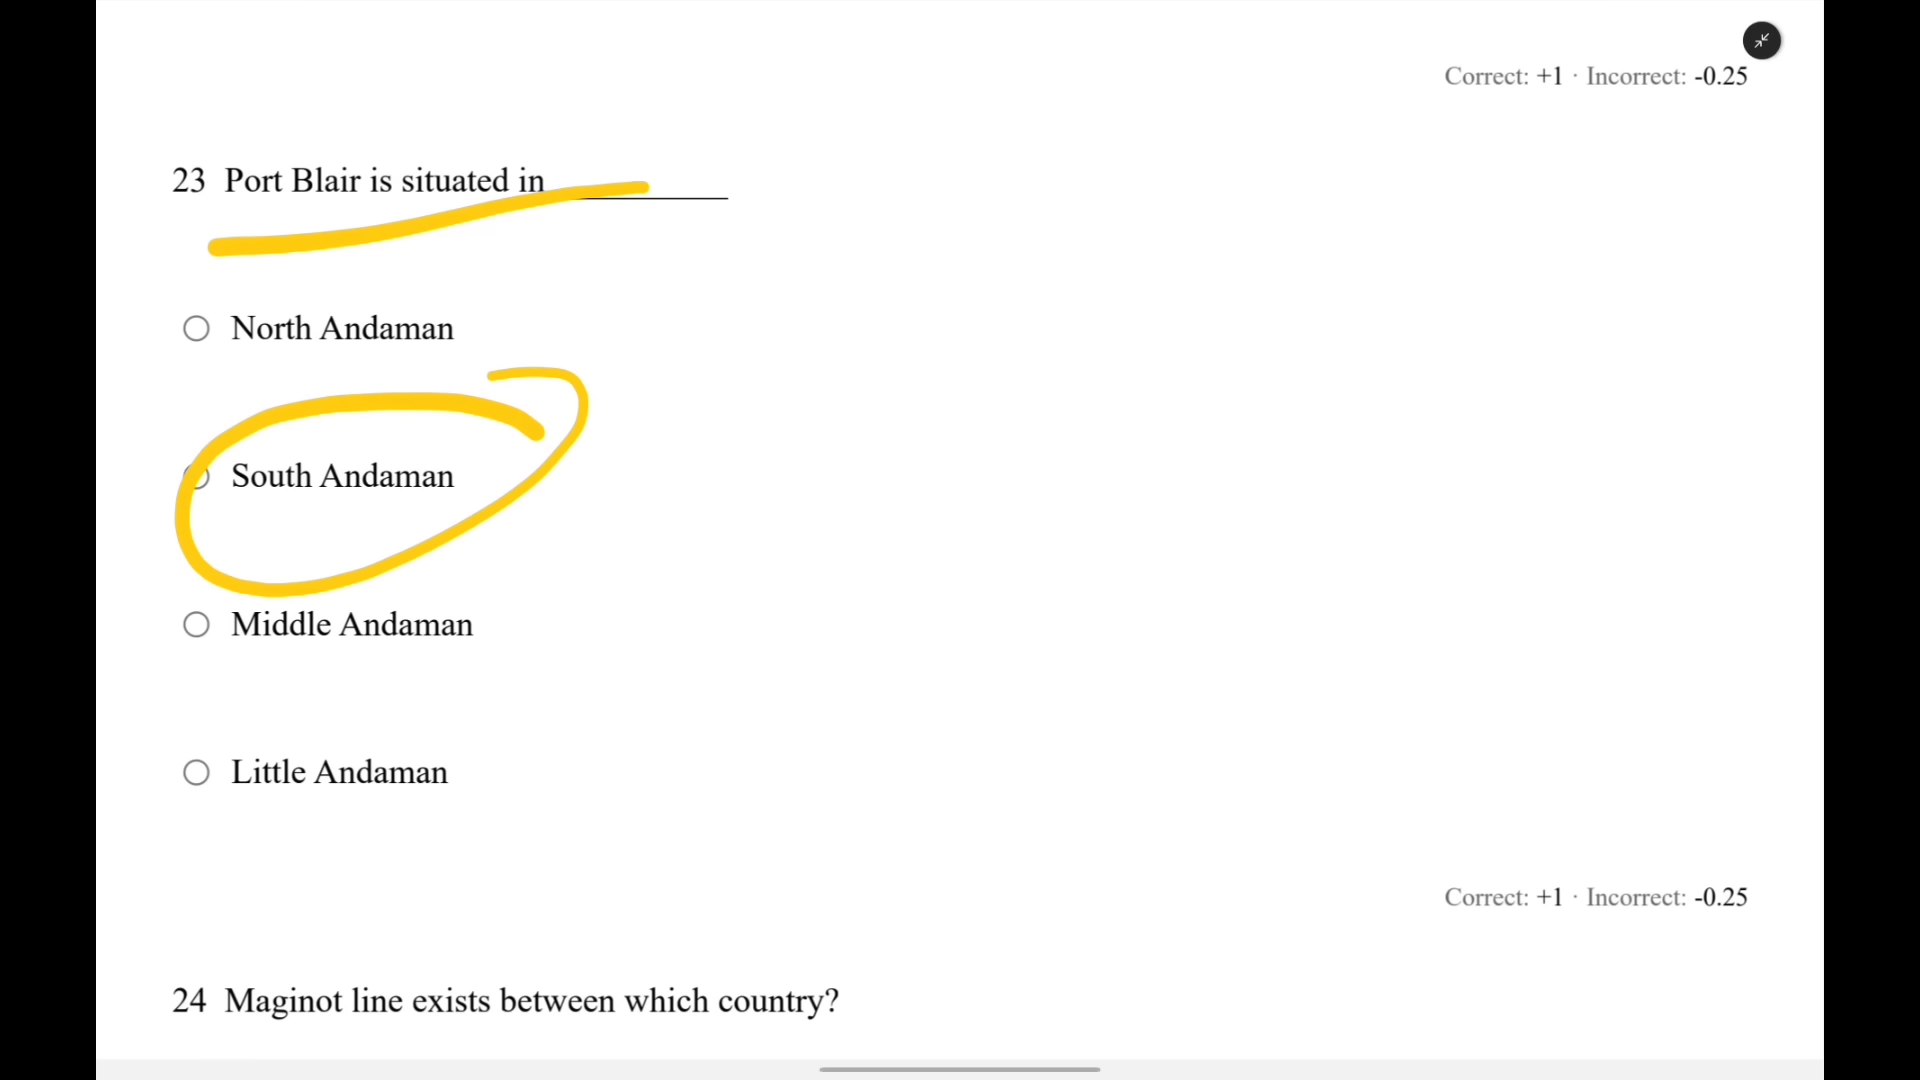 Correct: +1 · Incorrect: -0.25
23 Port Blair is situated in __________
North Andaman
South Andaman
Middle Andaman
Little Andaman
Correct: +1 · Incorrect: -0.25
24 Maginot line exists between which country?